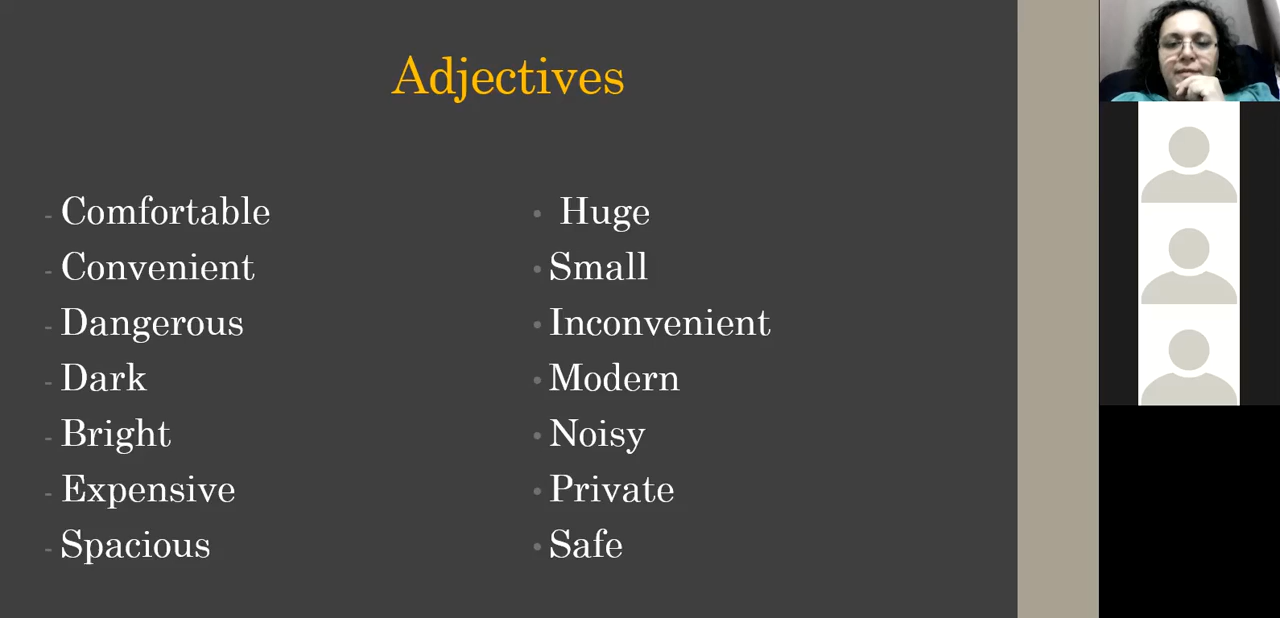 Adjectives
- Comfortable
- Convenient
- Dangerous
- Dark
- Bright
- Expensive
- Spacious
• Huge
• Small
• Inconvenient
• Modern
• Noisy
• Private
• Safe